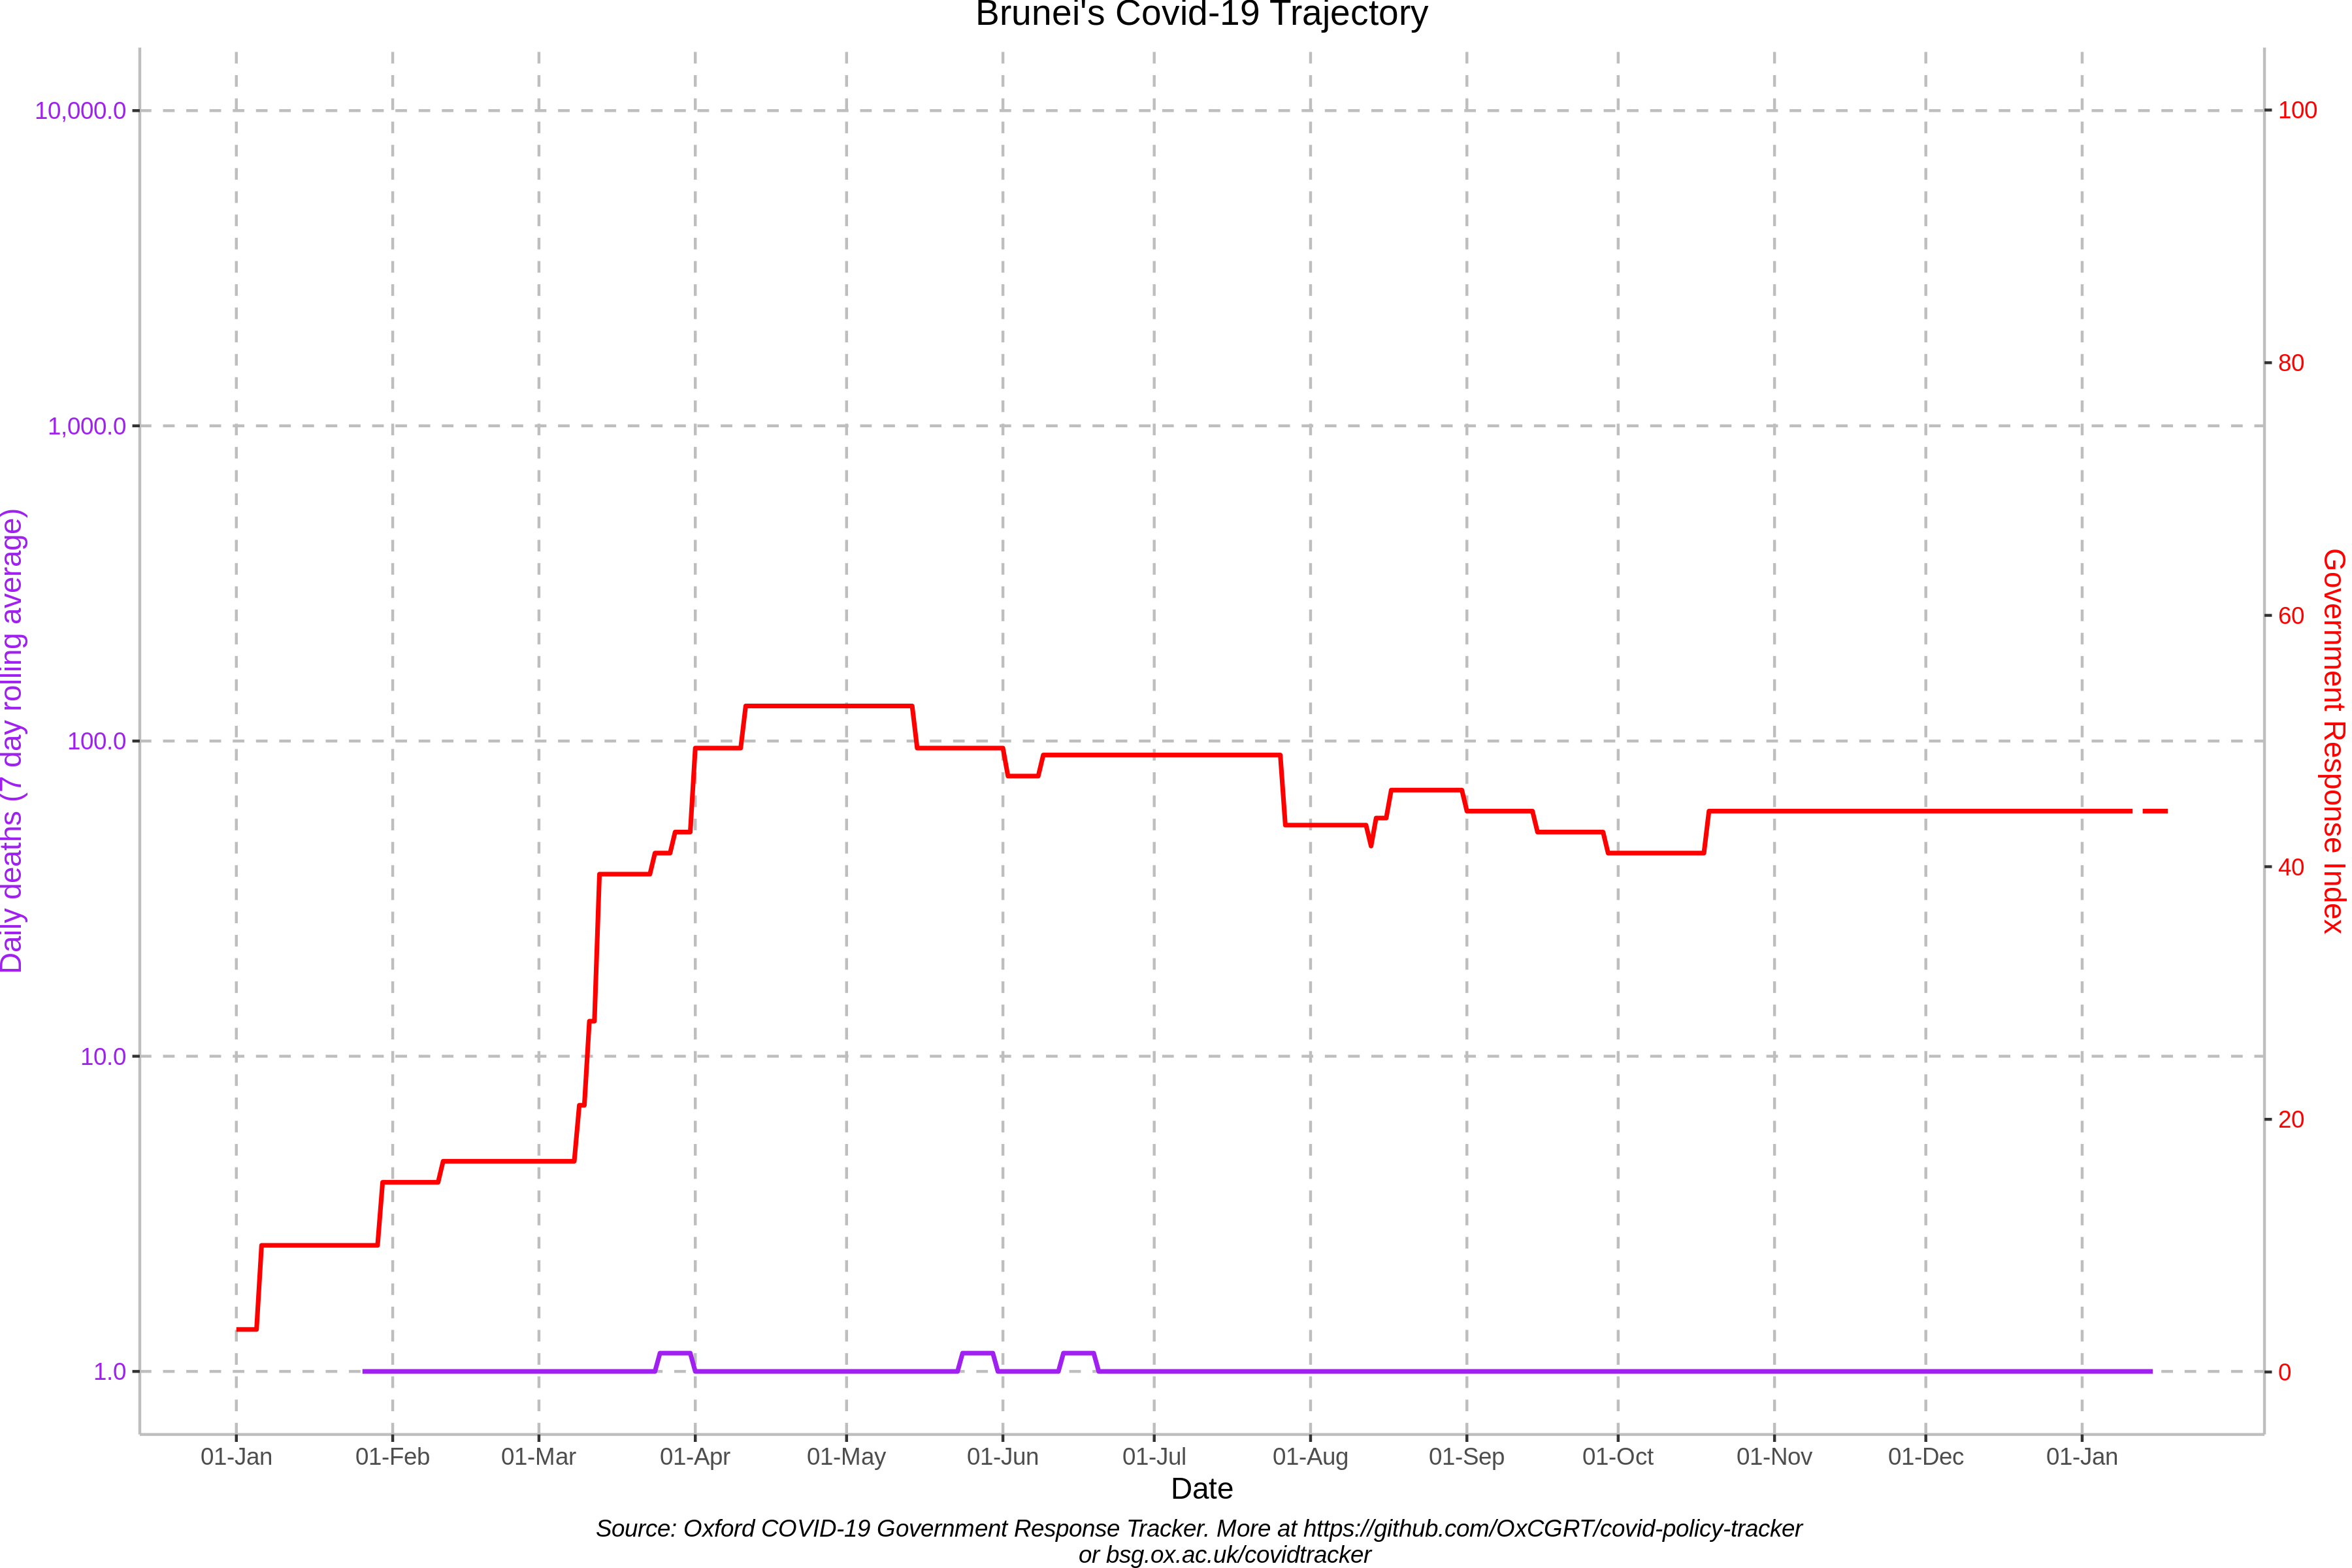 Brunei's Covid-19 Trajectory
10,000.0
1,000.0
100.0
10.0
1.0
Daily deaths (7 day rolling average)
100
80
60
40
20
0
Government Response Index
01-Jan 01-Feb 01-Mar 01-Apr 01-May 01-Jun 01-Jul 01-Aug 01-Sep 01-Oct 01-Nov 01-Dec 01-Jan
Date
Source: Oxford COVID-19 Government Response Tracker. More at https://github.com/OxCGRT/covid-policy-tracker
or bsg.ox.ac.uk/covidtracker